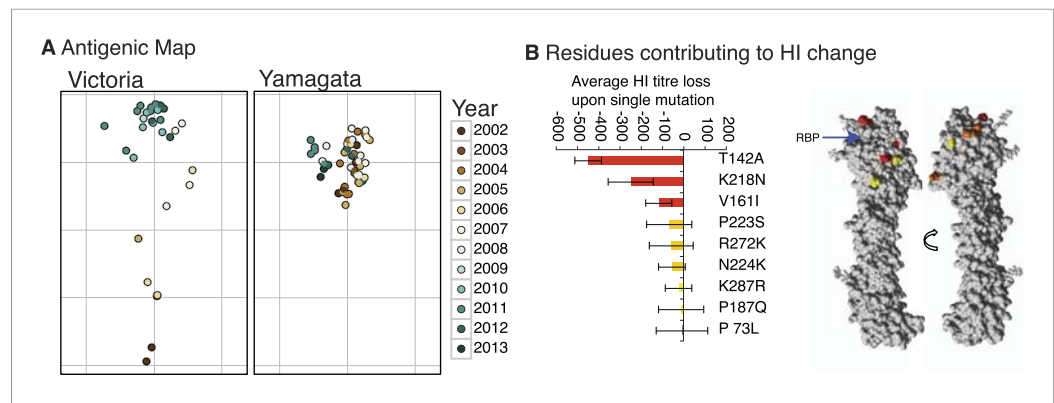 A Antigenic Map
Victoria
Yamagata
Year
2002
2003
2004
2005
2006
2007
2008
2009
2010
2011
2012
2013
B Residues contributing to HI change
Average HI titre loss
upon single mutation
-600
-500
-400
-300
-200
-100
0
100
200
T142A
K218N
V161I
P223S
R272K
N224K
K287R
P187Q
P 73L
RBP